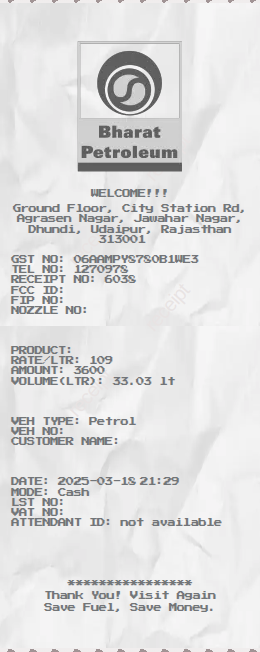 Bharat
Petroleum
WELCOME!!!
Ground Floor, City Station Rd,
Agrasen Nagar, Jawahar Nagar,
Dhundi, Udaipur, Rajasthan
313001
GST NO: 06AAMPY8780B1WE3
TEL NO: 1270978
RECEIPT NO: 6038
FCC ID:
FIP NO:
NOZZLE NO:
PRODUCT:
RATE/LTR: 109
AMOUNT: 3600
VOLUME(LTR): 33.03 lt
VEH TYPE: Petrol
VEH NO:
CUSTOMER NAME:
DATE: 2025-03-18 21:29
MODE: Cash
LST NO:
VAT NO:
ATTENDANT ID: not available
****************
Thank You! Visit Again
Save Fuel, Save Money.